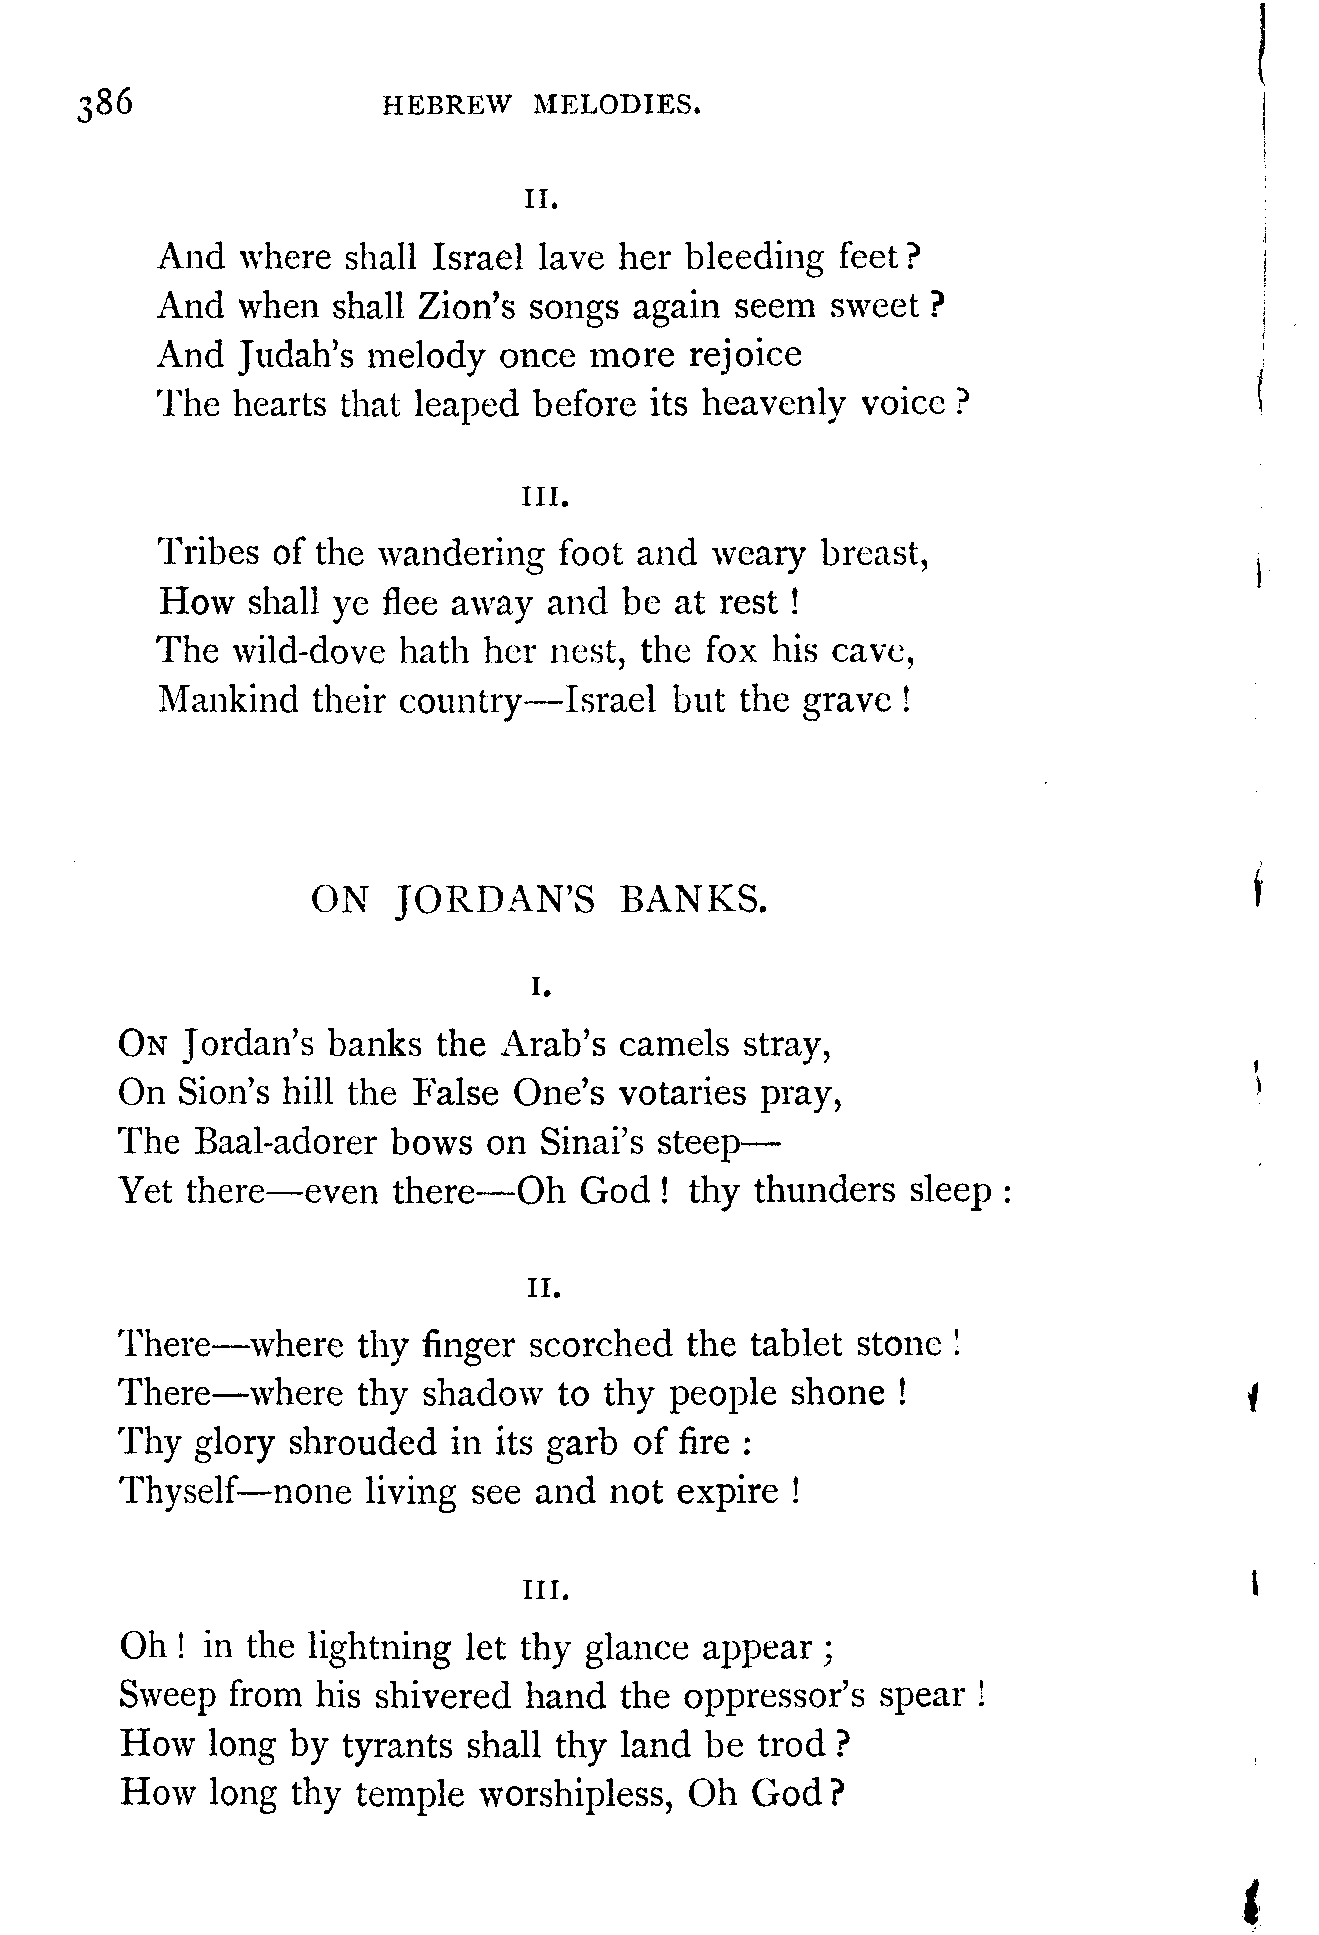 386 HEBREW MELODIES.
II.
And where shall Israel lave her bleeding feet?
And when shall Zion's songs again seem sweet?
And Judah's melody once more rejoice
The hearts that leaped before its heavenly voice?
III.
Tribes of the wandering foot and weary breast,
How shall ye flee away and be at rest!
The wild-dove hath her nest, the fox his cave,
Mankind their country—Israel but the grave!
ON JORDAN'S BANKS.
I.
ON Jordan's banks the Arab's camels stray,
On Sion's hill the False One's votaries pray,
The Baal-adorer bows on Sinai's steep—
Yet there—even there—Oh God! thy thunders sleep:
II.
There—where thy finger scorched the tablet stone!
There—where thy shadow to thy people shone!
Thy glory shrouded in its garb of fire:
Thyself—none living see and not expire!
III.
Oh! in the lightning let thy glance appear;
Sweep from his shivered hand the oppressor's spear!
How long by tyrants shall thy land be trod?
How long thy temple worshipless, Oh God?